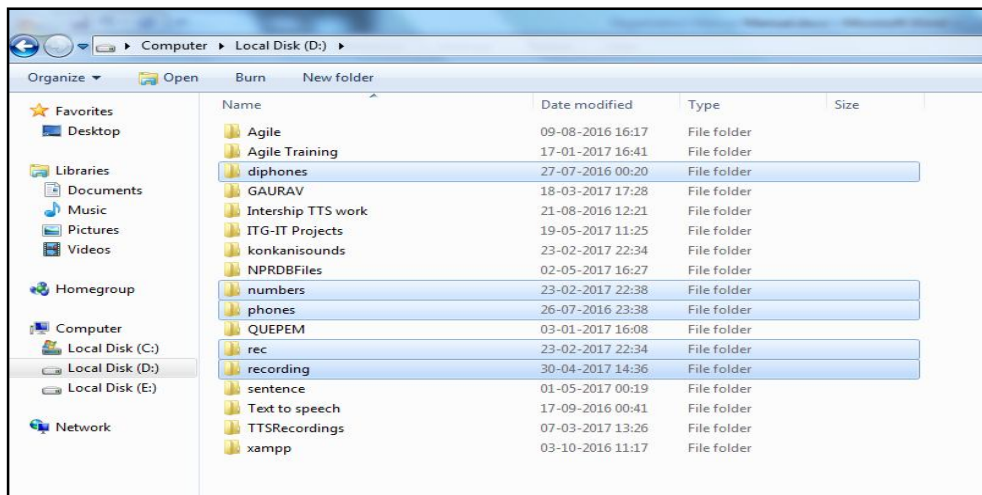 Computer Local Disk (D:)
Organize Open Burn New folder
Name Date modified Type Size
Favorites
Desktop
Libraries
Documents
Music
Pictures
Videos
Homegroup
Computer
Local Disk (C:)
Local Disk (D:)
Local Disk (E:)
Network
Agile 09-08-2016 16:17 File folder
Agile Training 17-01-2017 16:41 File folder
diphones 27-07-2016 00:20 File folder
GAURAV 18-03-2017 17:28 File folder
Intership TTS work 21-08-2016 12:21 File folder
ITG-IT Projects 19-05-2017 11:25 File folder
konkanisounds 23-02-2017 22:34 File folder
NPRDBFiles 02-05-2017 16:27 File folder
numbers 23-02-2017 22:38 File folder
phones 26-07-2016 23:38 File folder
QUEPEM 03-01-2017 16:08 File folder
rec 23-02-2017 22:34 File folder
recording 30-04-2017 14:36 File folder
sentence 01-05-2017 00:19 File folder
Text to speech 17-09-2016 00:41 File folder
TTSRecordings 07-03-2017 13:26 File folder
xampp 03-10-2016 11:17 File folder